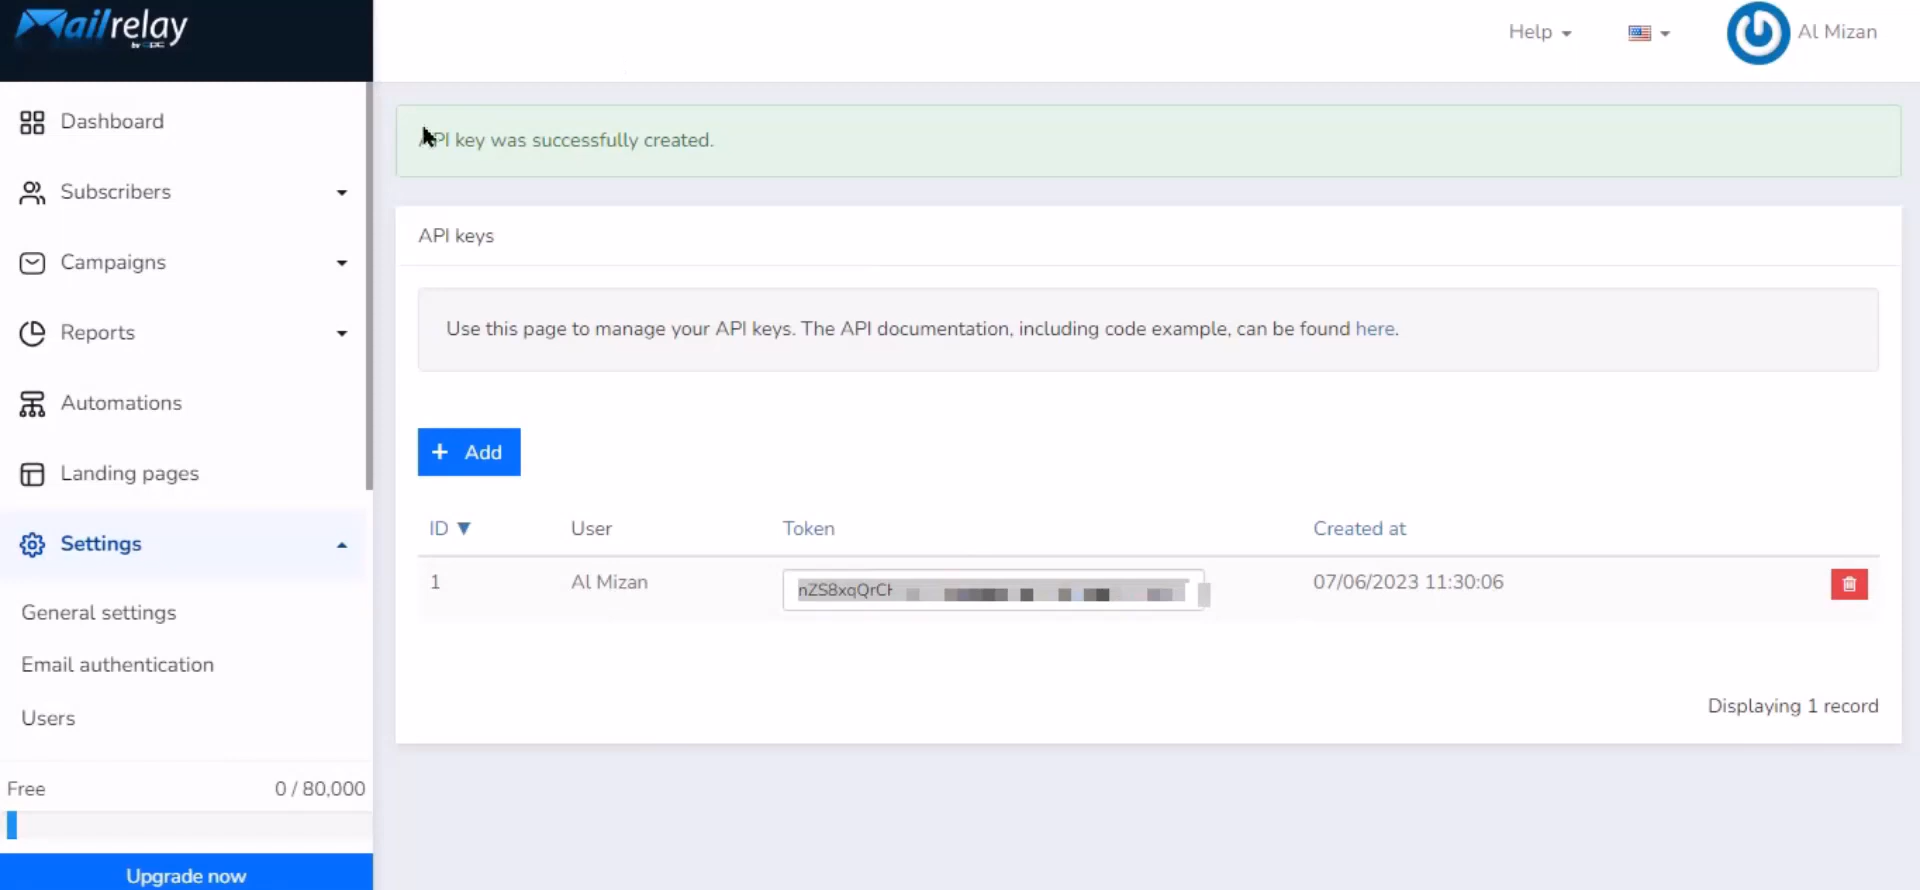 Mailrelay
by CPC
Help
Al Mizan
Dashboard
Subscribers
Campaigns
Reports
Automations
Landing pages
Settings
General settings
Email authentication
Users
Free 0 / 80,000
Upgrade now
API key was successfully created.
API keys
Use this page to manage your API keys. The API documentation, including code example, can be found here.
+ Add
ID ▼ User Token Created at
1 Al Mizan 07/06/2023 11:30:06
Displaying 1 record